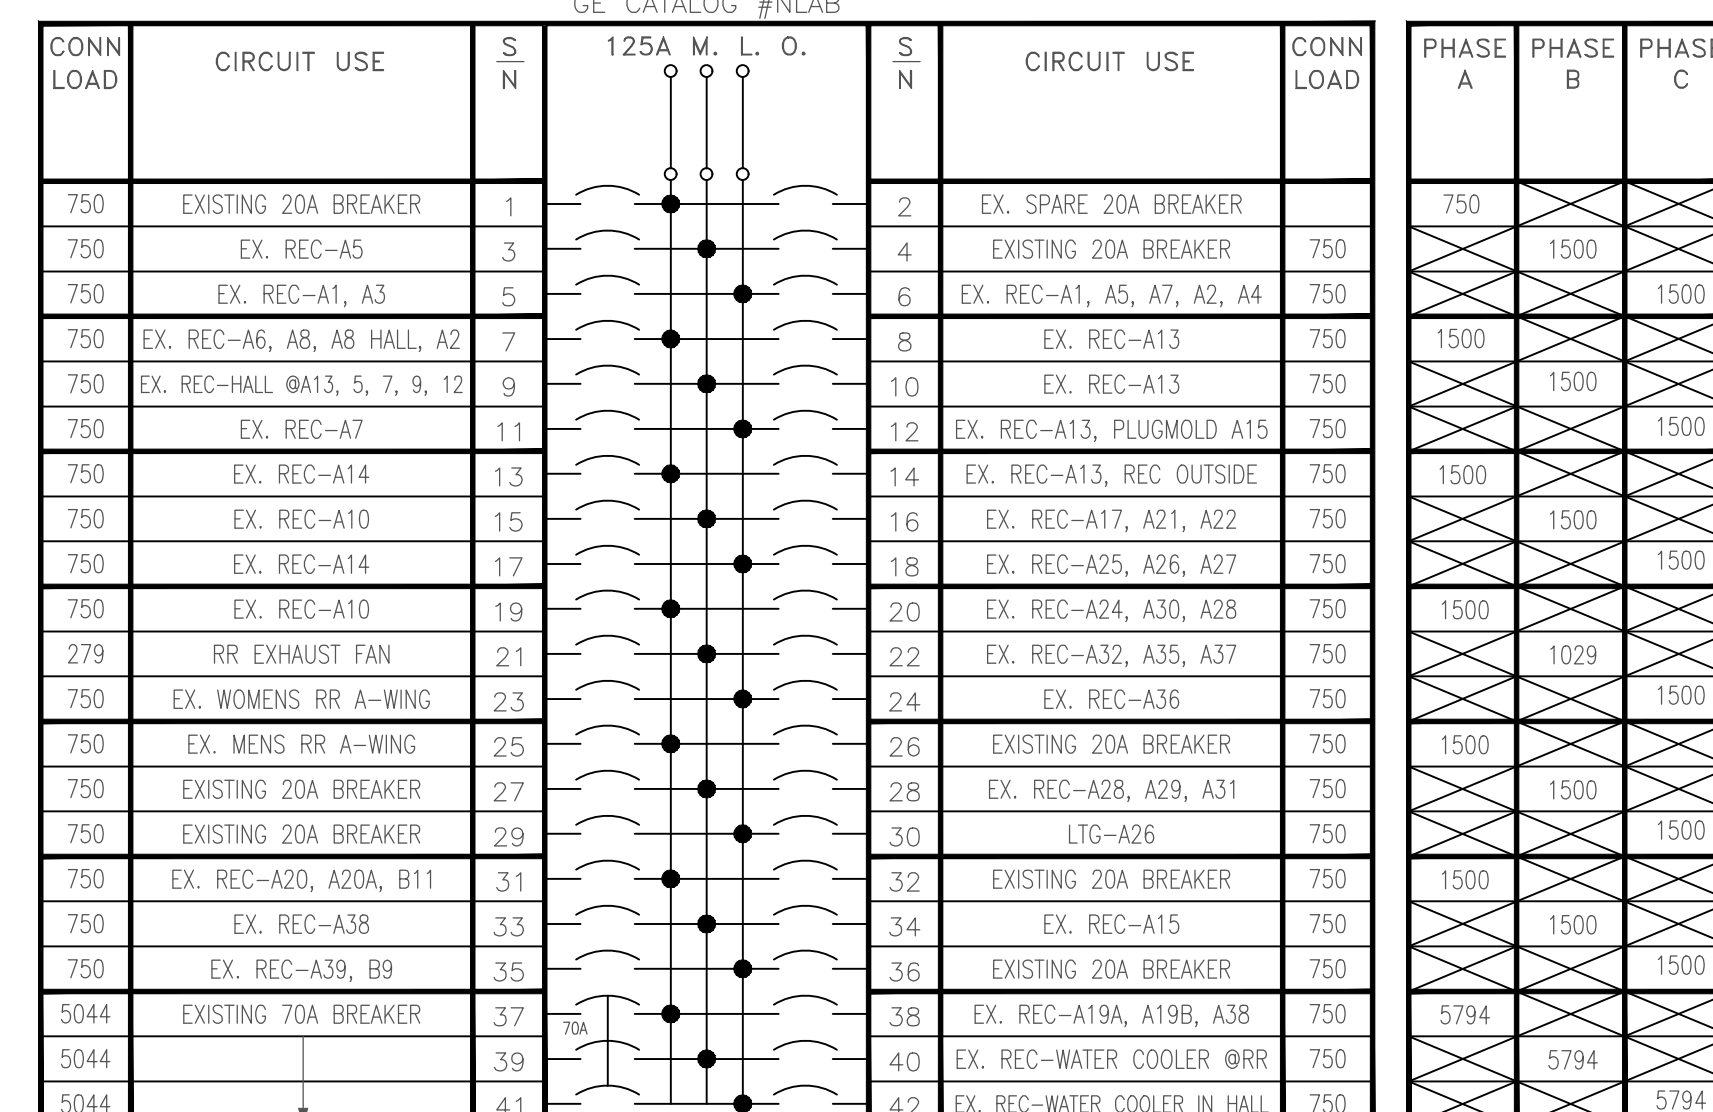 GE CATALOG #NLAB
CONN LOAD CIRCUIT USE S/N 125A M. L. O. S/N CIRCUIT USE CONN LOAD PHASE A PHASE B PHASE C
750 EXISTING 20A BREAKER 1 2 EX. SPARE 20A BREAKER 750
750 EX. REC-A5 3 4 EXISTING 20A BREAKER 750 1500
750 EX. REC-A1, A3 5 6 EX. REC-A1, A5, A7, A2, A4 750 1500
750 EX. REC-A6, A8, A8 HALL, A2 7 8 EX. REC-A13 750 1500
750 EX. REC-HALL @A13, 5, 7, 9, 12 9 10 EX. REC-A13 750 1500
750 EX. REC-A7 11 12 EX. REC-A13, PLUGMOLD A15 750 1500
750 EX. REC-A14 13 14 EX. REC-A13, REC OUTSIDE 750 1500
750 EX. REC-A10 15 16 EX. REC-A17, A21, A22 750 1500
750 EX. REC-A14 17 18 EX. REC-A25, A26, A27 750 1500
750 EX. REC-A10 19 20 EX. REC-A24, A30, A28 750 1500
279 RR EXHAUST FAN 21 22 EX. REC-A32, A35, A37 750 1029
750 EX. WOMENS RR A-WING 23 24 EX. REC-A36 750 1500
750 EX. MENS RR A-WING 25 26 EXISTING 20A BREAKER 750 1500
750 EXISTING 20A BREAKER 27 28 EX. REC-A28, A29, A31 750 1500
750 EXISTING 20A BREAKER 29 30 LTG-A26 750 1500
750 EX. REC-A20, A20A, B11 31 32 EXISTING 20A BREAKER 750 1500
750 EX. REC-A38 33 34 EX. REC-A15 750 1500
750 EX. REC-A39, B9 35 36 EXISTING 20A BREAKER 750 1500
5044 EXISTING 70A BREAKER 37 70A 38 EX. REC-A19A, A19B, A38 750 5794
5044 39 40 EX. REC-WATER COOLER @RR 750 5794
5044 41 42 EX. REC-WATER COOLER IN HALL 750 5794